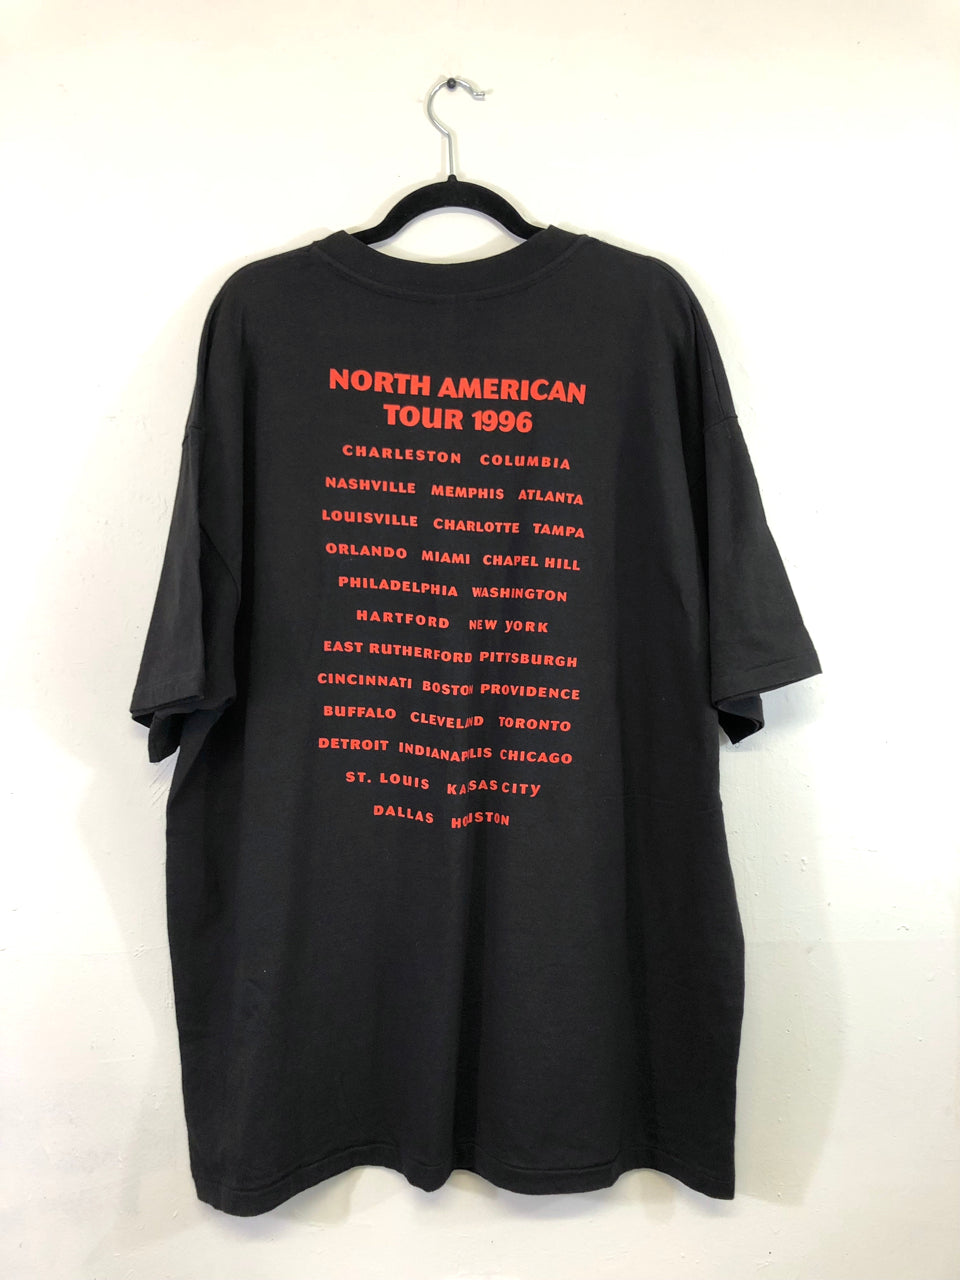 NORTH AMERICAN
TOUR 1996
CHARLESTON COLUMBIA
NASHVILLE MEMPHIS ATLANTA
LOUISVILLE CHARLOTTE TAMPA
ORLANDO MIAMI CHAPEL HILL
PHILADELPHIA WASHINGTON
HARTFORD NEW YORK
EAST RUTHERFORD PITTSBURGH
CINCINNATI BOSTON PROVIDENCE
BUFFALO CLEVELAND TORONTO
DETROIT INDIANAPLIS CHICAGO
ST. LOUIS KANSAS CITY
DALLAS HOUSTON